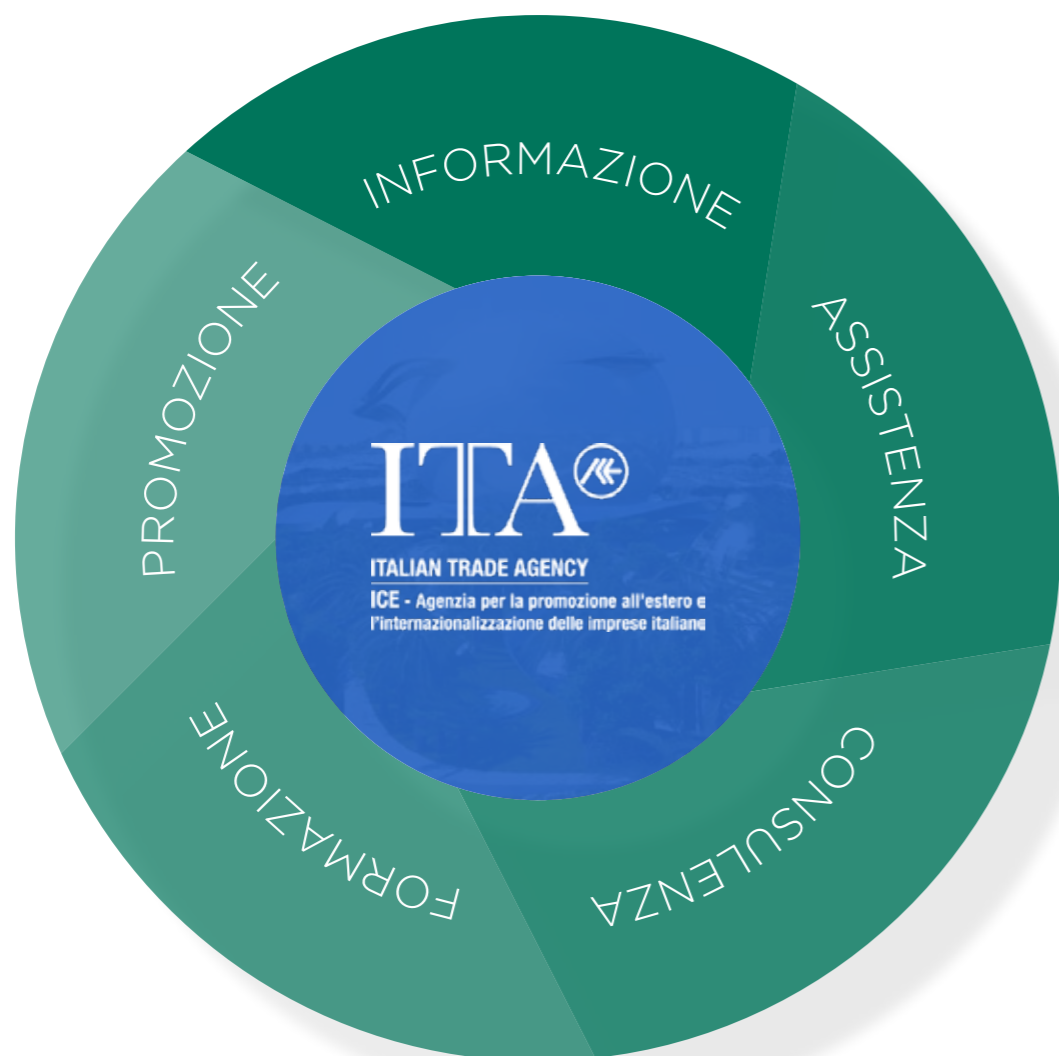 INFORMAZIONE
ASSISTENZA
CONSULENZA
FORMAZIONE
PROMOZIONE
ITA
ITALIAN TRADE AGENCY
ICE - Agenzia per la promozione all'estero e
l'internazionalizzazione delle imprese italiane